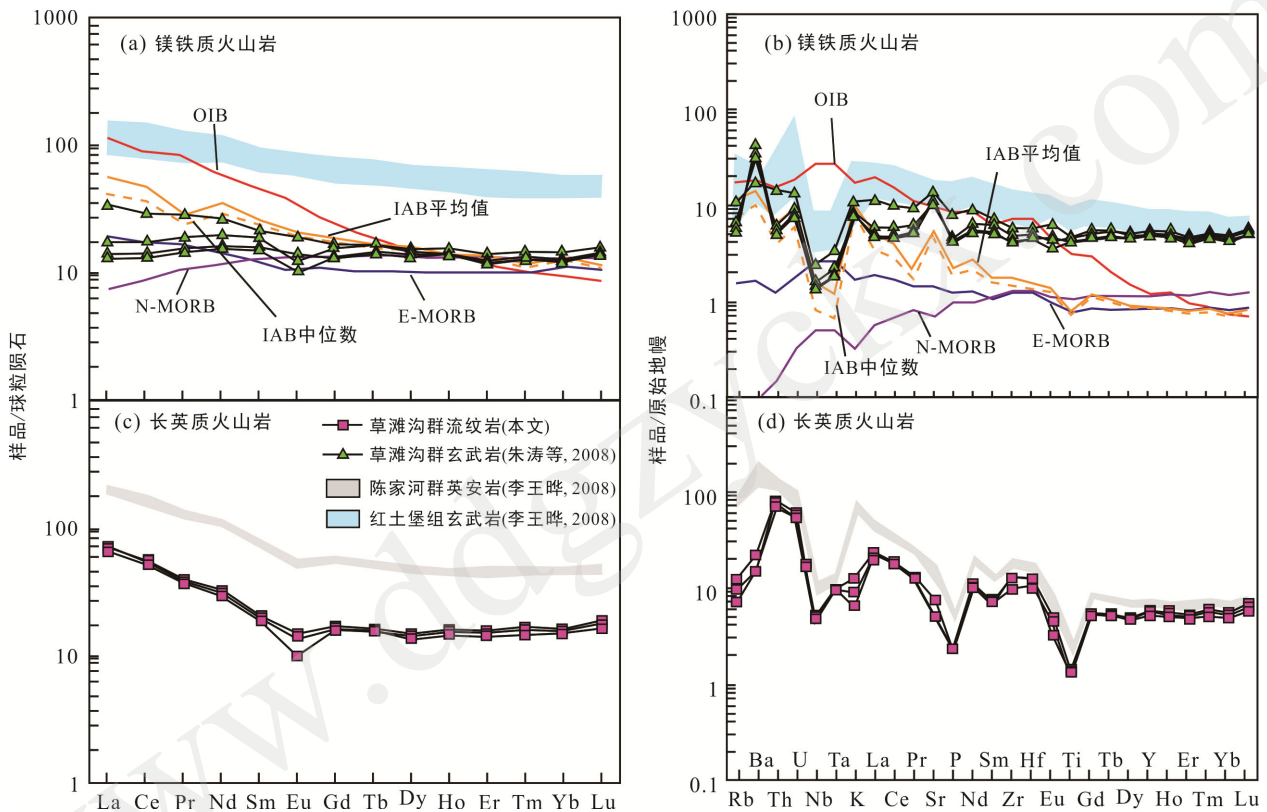 1000
100
10
1
100
10
1
样品/球粒陨石
(a) 镁铁质火山岩
OIB
IAB平均值
N-MORB
IAB中位数
E-MORB
(c) 长英质火山岩
草滩沟群流纹岩(本文)
草滩沟群玄武岩(朱涛等, 2008)
陈家河群英安岩(李王晔, 2008)
红土堡组玄武岩(李王晔, 2008)
La Ce Pr Nd Sm Eu Gd Tb Dy Ho Er Tm Yb Lu
1000
100
10
1
0.1
100
10
1
0.1
样品/原始地幔
(b) 镁铁质火山岩
OIB
IAB平均值
N-MORB
E-MORB
IAB中位数
(d) 长英质火山岩
Ba U Ta La Pr P Sm Hf Ti Tb Y Er Yb
Rb Th Nb K Ce Sr Nd Zr Eu Gd Dy Ho Tm Lu
www.ddgzyckx.com